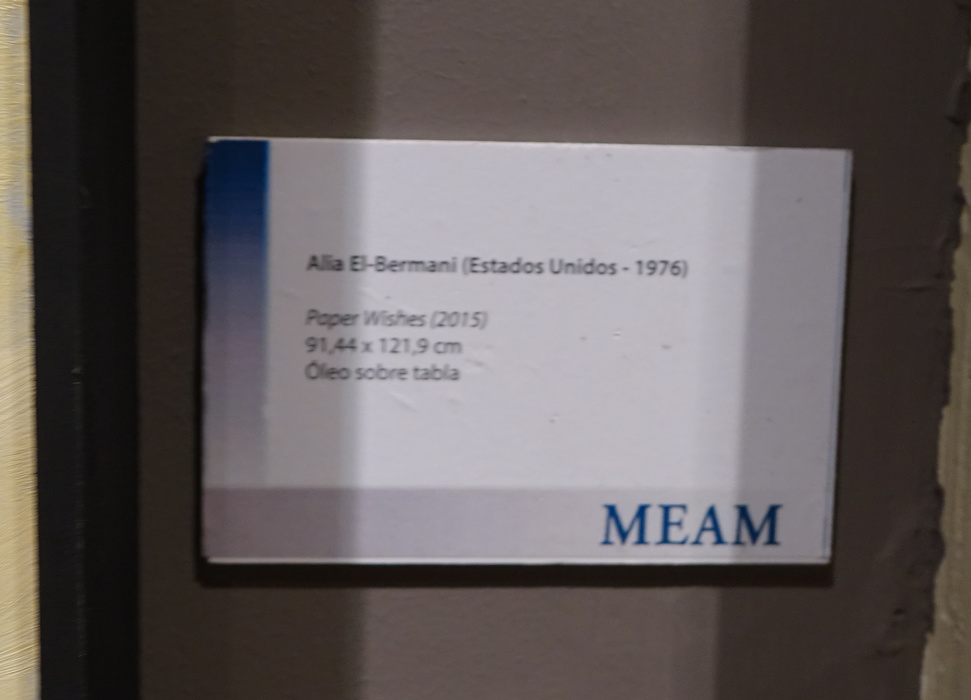 Alia El-Bermani (Estados Unidos - 1976)
Paper Wishes (2015)
91,44 x 121,9 cm
Óleo sobre tabla
MEAM